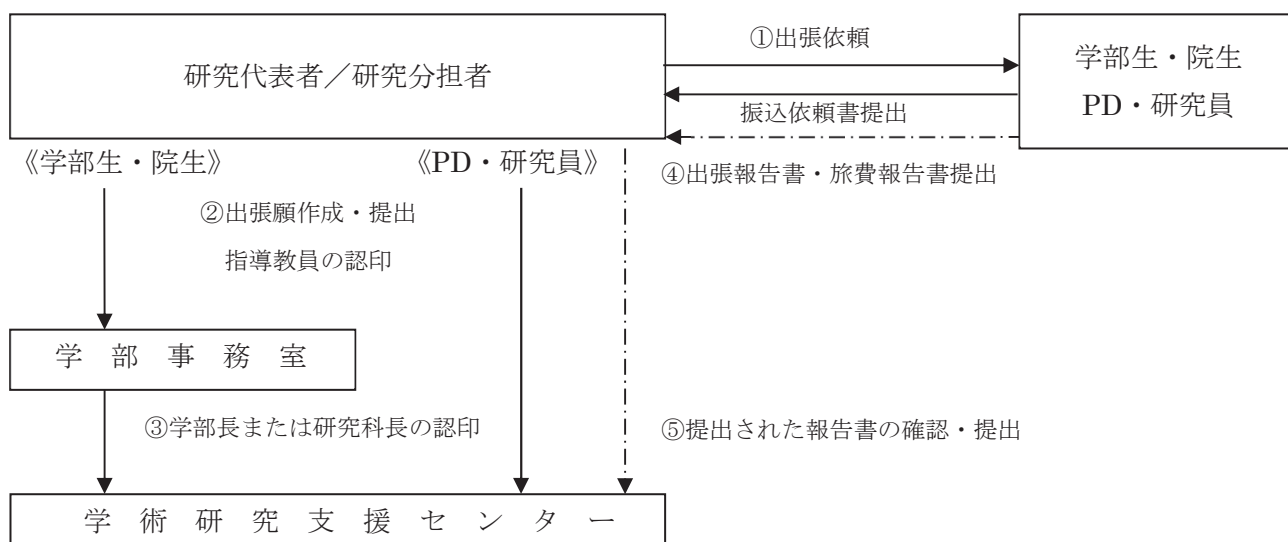 ①出張依頼
研究代表者／研究分担者
学部生・院生
PD・研究員
振込依頼書提出
《学部生・院生》
《PD・研究員》
④出張報告書・旅費報告書提出
②出張願作成・提出
指導教員の認印
学部事務室
③学部長または研究科長の認印
⑤提出された報告書の確認・提出
学術研究支援センター